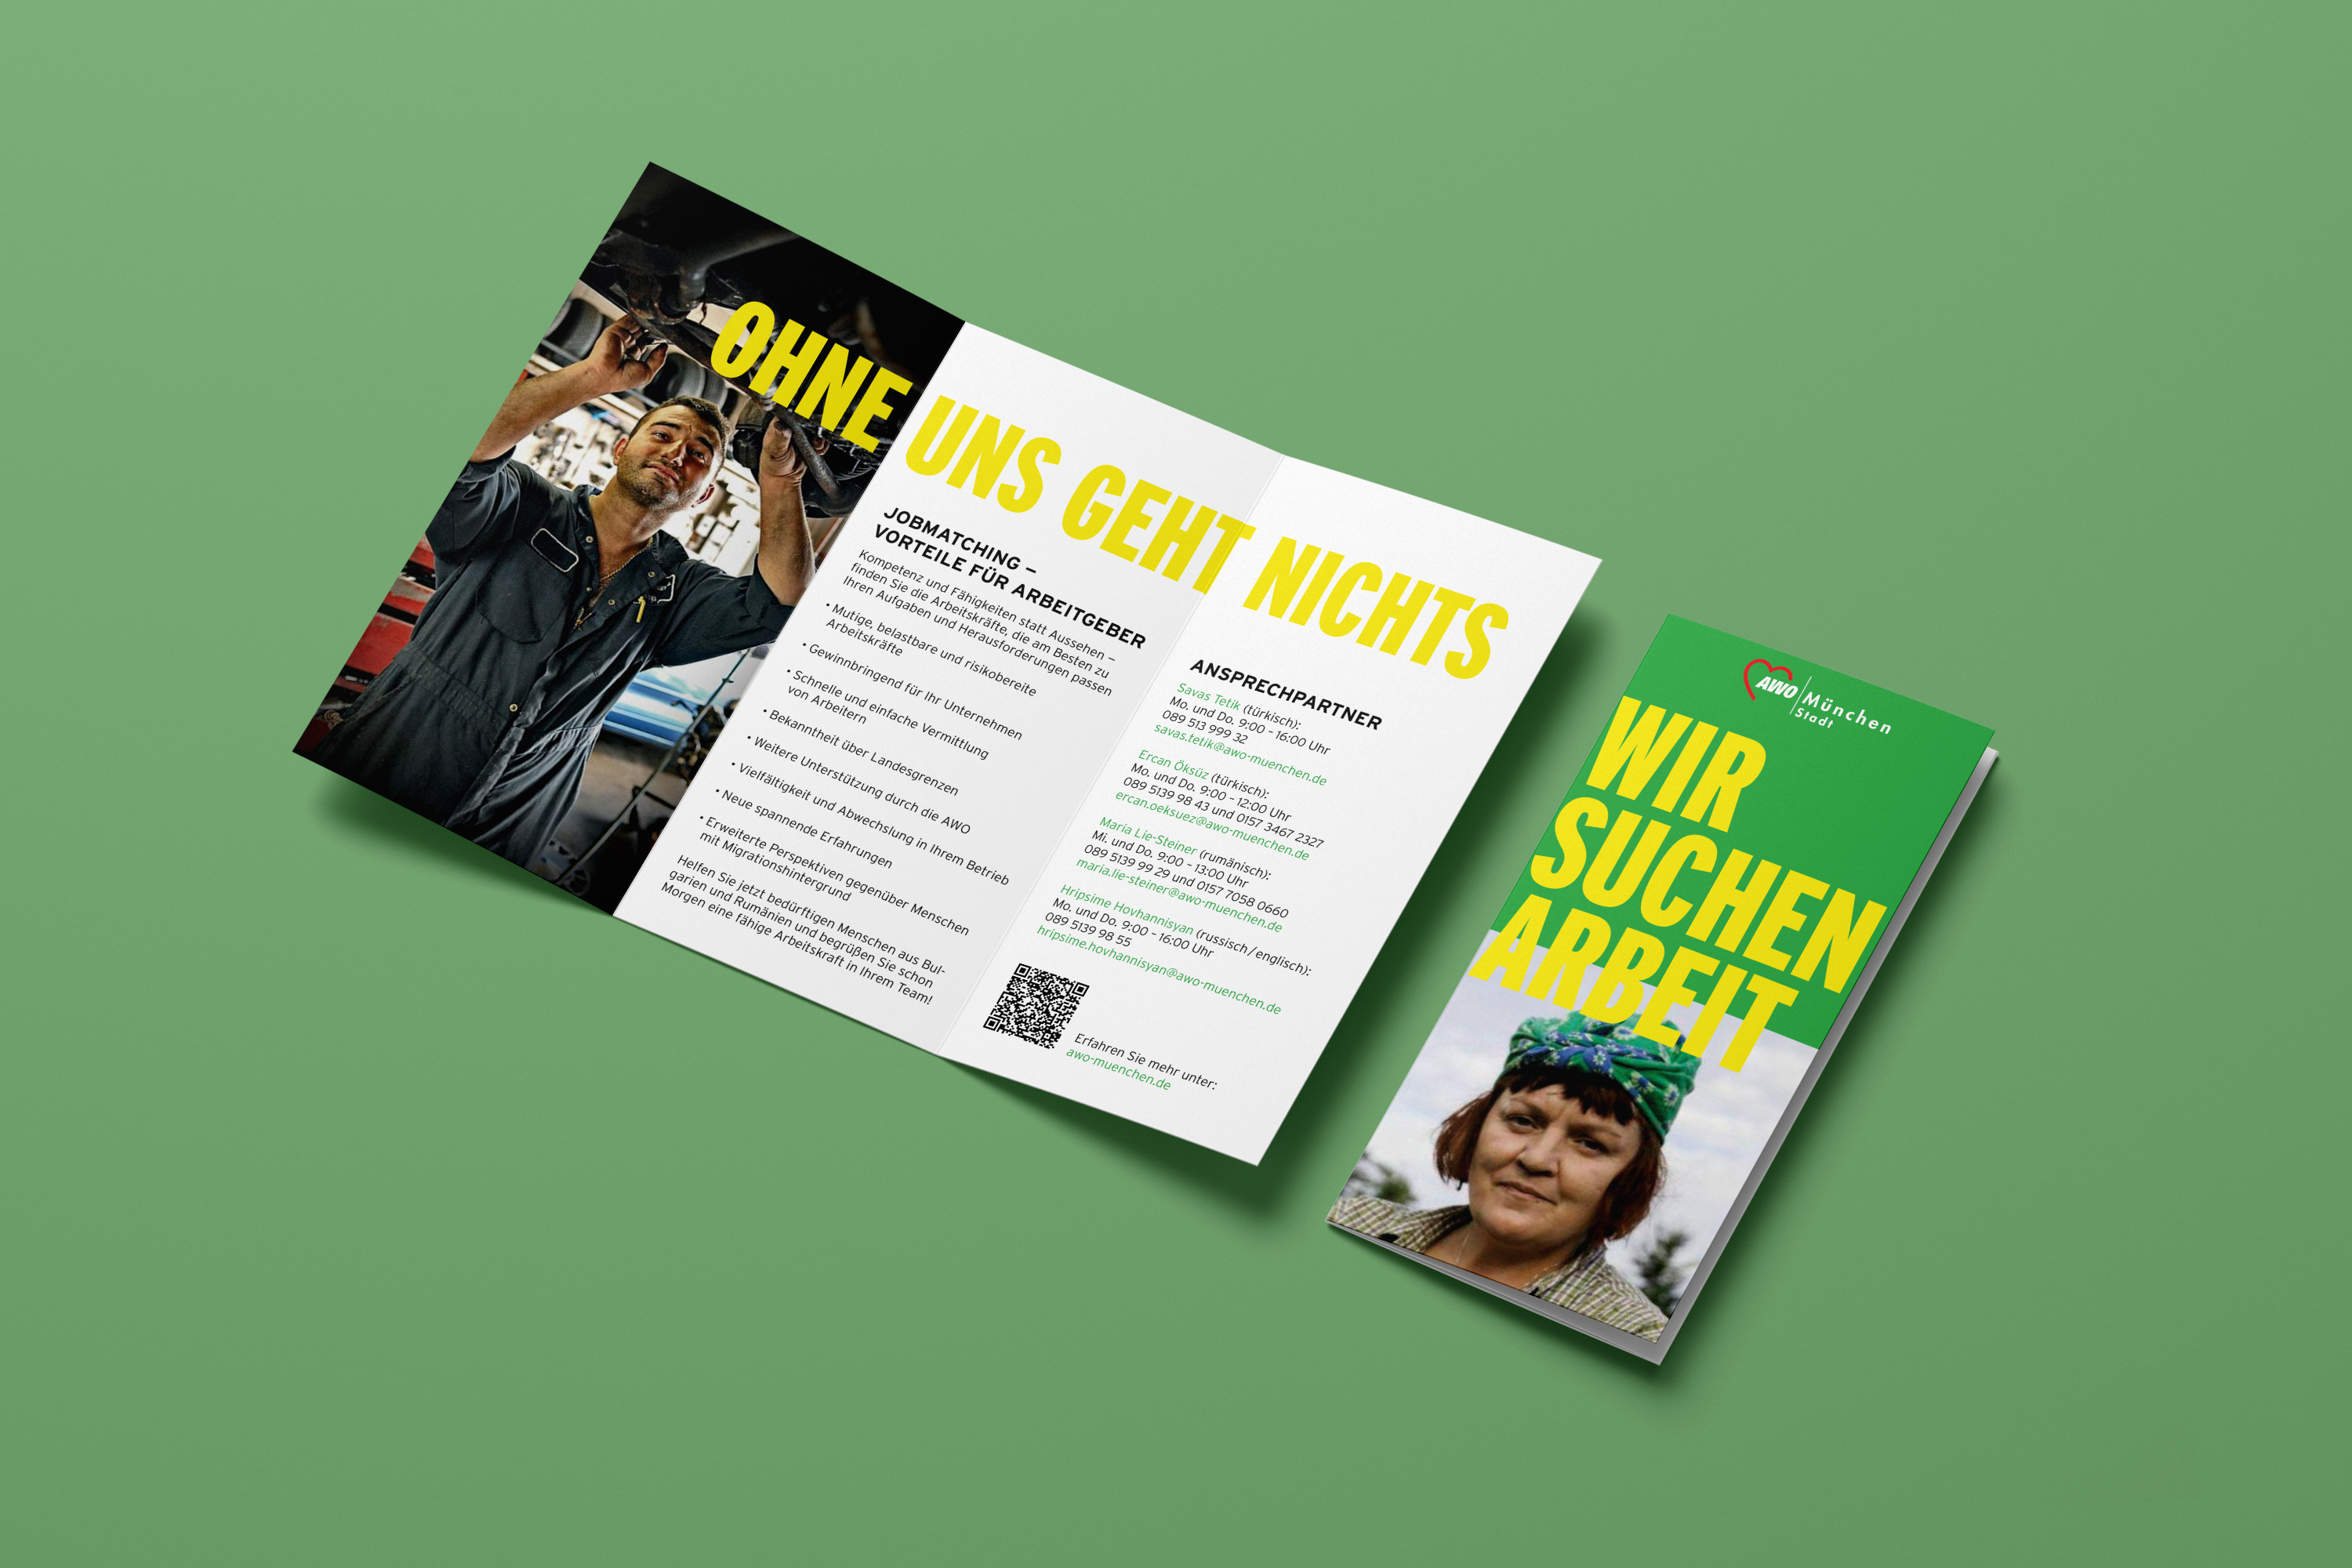 OHNE UNS GEHT NICHTS
JOBMATCHING –
VORTEILE FÜR ARBEITGEBER
Kompetenz und Fähigkeiten statt Aussehen –
finden Sie die Arbeitskräfte, die am Besten zu
Ihren Aufgaben und Herausforderungen passen
• Mutige, belastbare und risikobereite
Arbeitskräfte
• Gewinnbringend für Ihr Unternehmen
• Schnelle und einfache Vermittlung
von Arbeitern
• Bekanntheit über Landesgrenzen
• Weitere Unterstützung durch die AWO
• Vielfältigkeit und Abwechslung in Ihrem Betrieb
• Neue spannende Erfahrungen
• Erweiterte Perspektiven gegenüber Menschen
mit Migrationshintergrund
Helfen Sie jetzt bedürftigen Menschen aus Bul-
garien und Rumänien und begrüßen Sie schon
Morgen eine fähige Arbeitskraft in Ihrem Team!
ANSPRECHPARTNER
Savas Tetik (türkisch):
Mo. und Do. 9:00 - 16:00 Uhr
089 513 999 32
savas.tetik@awo-muenchen.de
Ercan Öksüz (türkisch):
Mo. und Do. 9:00 - 12:00 Uhr
089 5139 98 43 und 0157 3467 2327
ercan.oeksuez@awo-muenchen.de
Maria Lie-Steiner (rumänisch):
Mi. und Do. 9:00 - 13:00 Uhr
089 5139 99 29 und 0157 7058 0660
maria.lie-steiner@awo-muenchen.de
Hripsime Hovhannisyan (russisch/englisch):
Mo. und Do. 9:00 - 16:00 Uhr
089 5139 98 55
hripsime.hovhannisyan@awo-muenchen.de
Erfahren Sie mehr unter:
awo-muenchen.de
AWO München
Stadt
WIR
SUCHEN
ARBEIT